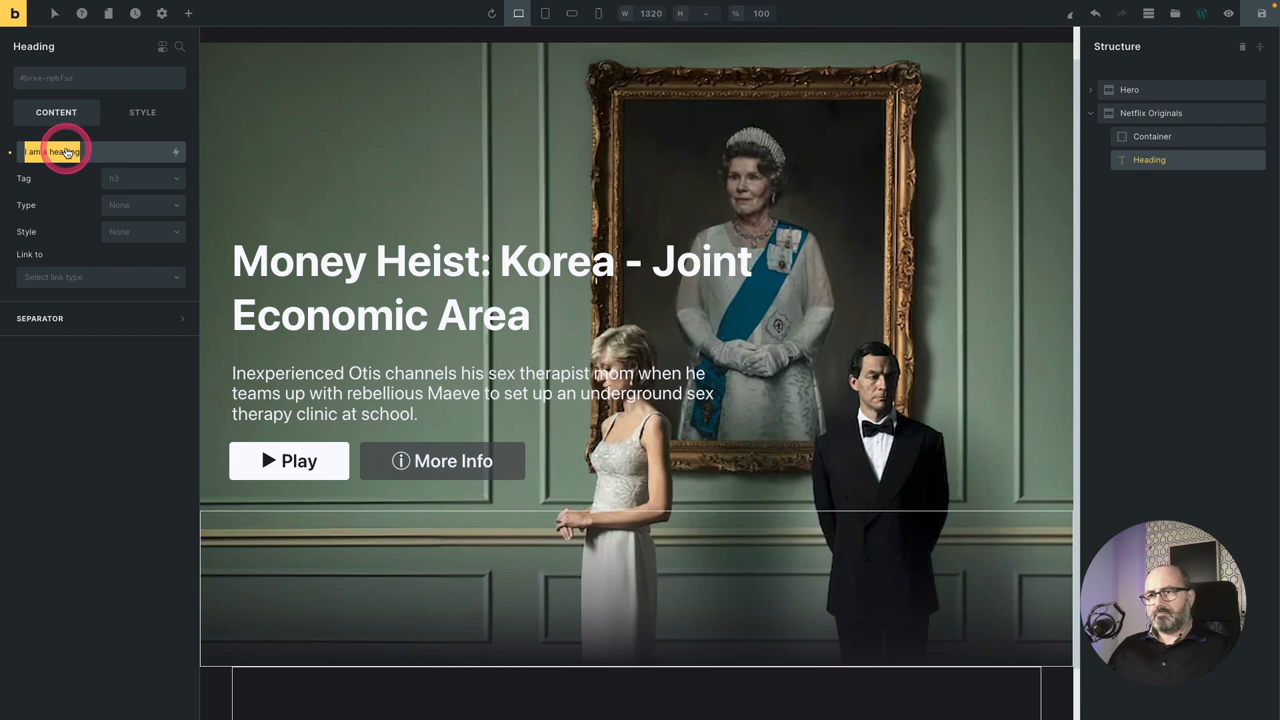 b
W 1320 H - % 100
Heading
Structure
#brxe-npbfso
Hero
CONTENT STYLE
Netflix Originals
Container
I am a heading
Heading
Tag h3
Type None
Style None
Link to
Select link type
SEPARATOR
Money Heist: Korea - Joint
Economic Area
Inexperienced Otis channels his sex therapist mom when he
teams up with rebellious Maeve to set up an underground sex
therapy clinic at school.
Play More Info